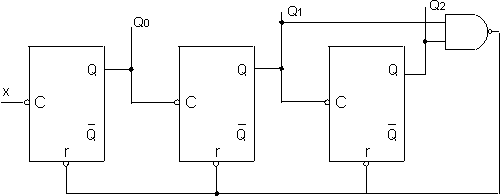 Q0 Q1 Q2
Q Q Q
x C C C
Q̅ Q̅ Q̅
r r r